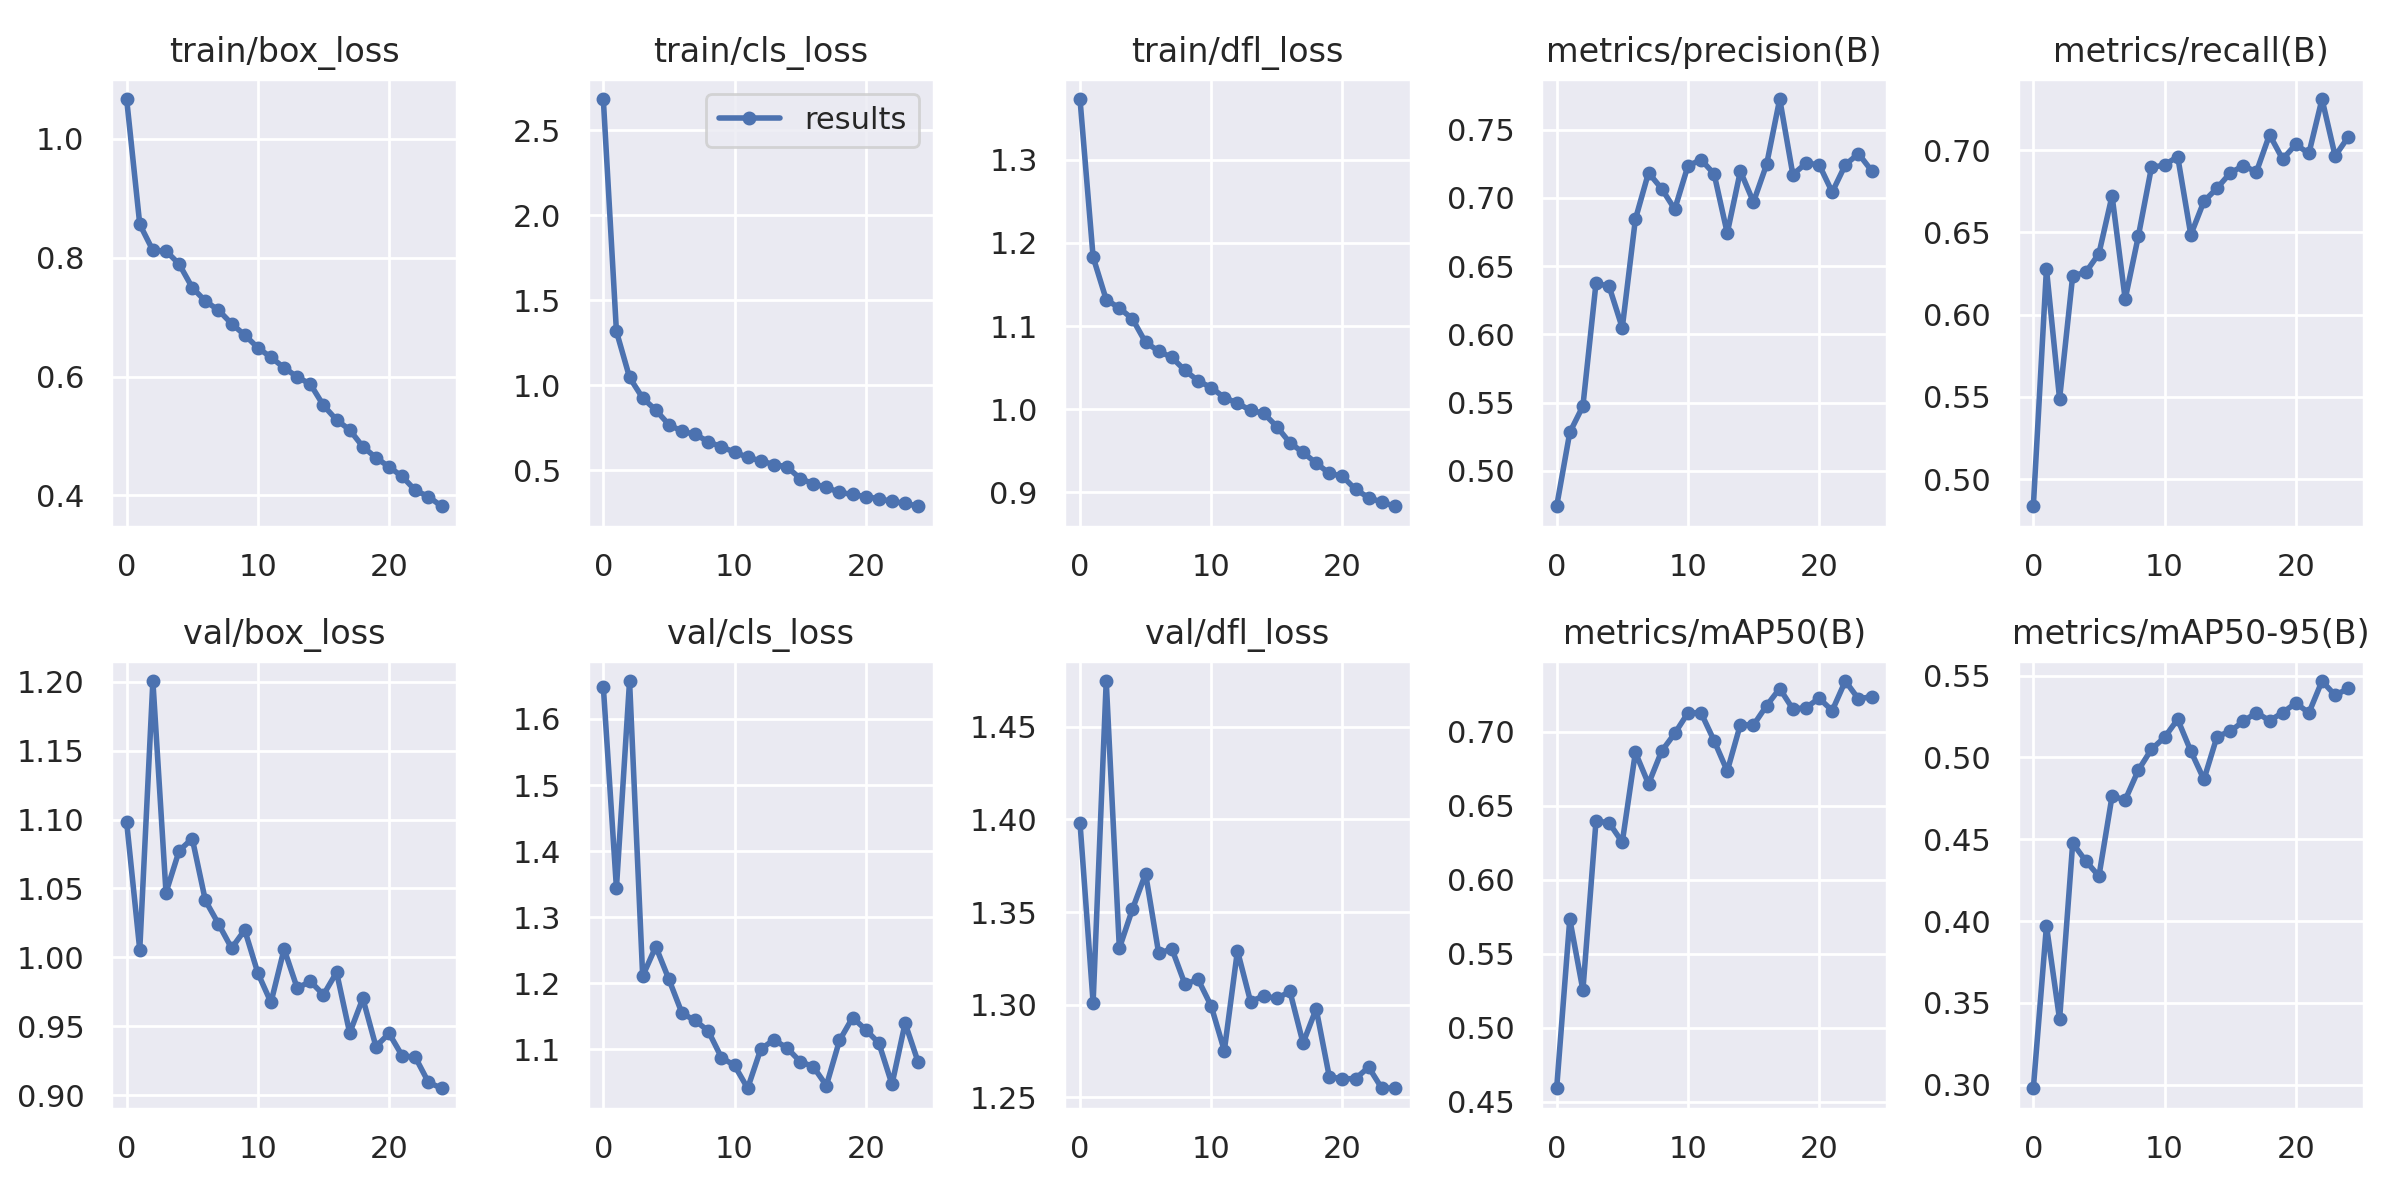 train/box_loss
1.0
0.8
0.6
0.4
0 10 20
train/cls_loss
results
2.5
2.0
1.5
1.0
0.5
0 10 20
train/dfl_loss
1.3
1.2
1.1
1.0
0.9
0 10 20
metrics/precision(B)
0.75
0.70
0.65
0.60
0.55
0.50
0 10 20
metrics/recall(B)
0.70
0.65
0.60
0.55
0.50
0 10 20
val/box_loss
1.20
1.15
1.10
1.05
1.00
0.95
0.90
0 10 20
val/cls_loss
1.6
1.5
1.4
1.3
1.2
1.1
0 10 20
val/dfl_loss
1.45
1.40
1.35
1.30
1.25
0 10 20
metrics/mAP50(B)
0.70
0.65
0.60
0.55
0.50
0.45
0 10 20
metrics/mAP50-95(B)
0.55
0.50
0.45
0.40
0.35
0.30
0 10 20